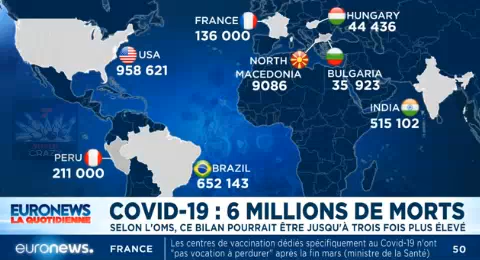 FRANCE
136 000
HUNGARY
44 436
USA
958 621
NORTH
MACEDONIA
9086
BULGARIA
35 923
INDIA
515 102
PERU
211 000
BRAZIL
652 143
EURONEWS
LA QUOTIDIENNE
COVID-19 : 6 MILLIONS DE MORTS
SELON L'OMS, CE BILAN POURRAIT ÊTRE JUSQU'À TROIS FOIS PLUS ÉLEVÉ
euronews.
FRANCE
Les centres de vaccination dédiés spécifiquement au Covid-19 n'ont
"pas vocation à perdurer" après la fin mars (ministre de la Santé)
50